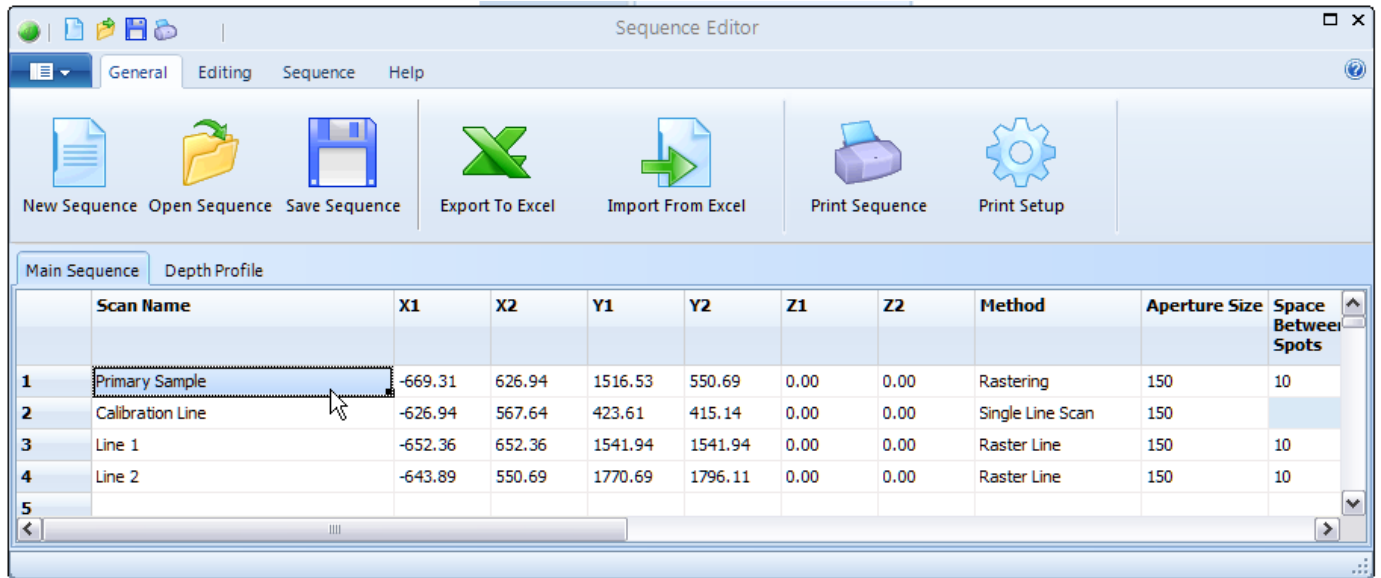 Sequence Editor
General Editing Sequence Help
New Sequence Open Sequence Save Sequence Export To Excel Import From Excel Print Sequence Print Setup
Main Sequence Depth Profile
Scan Name X1 X2 Y1 Y2 Z1 Z2 Method Aperture Size Space
Between
Spots
1 Primary Sample -669.31 626.94 1516.53 550.69 0.00 0.00 Rastering 150 10
2 Calibration Line -626.94 567.64 423.61 415.14 0.00 0.00 Single Line Scan 150
3 Line 1 -652.36 652.36 1541.94 1541.94 0.00 0.00 Raster Line 150 10
4 Line 2 -643.89 550.69 1770.69 1796.11 0.00 0.00 Raster Line 150 10
5